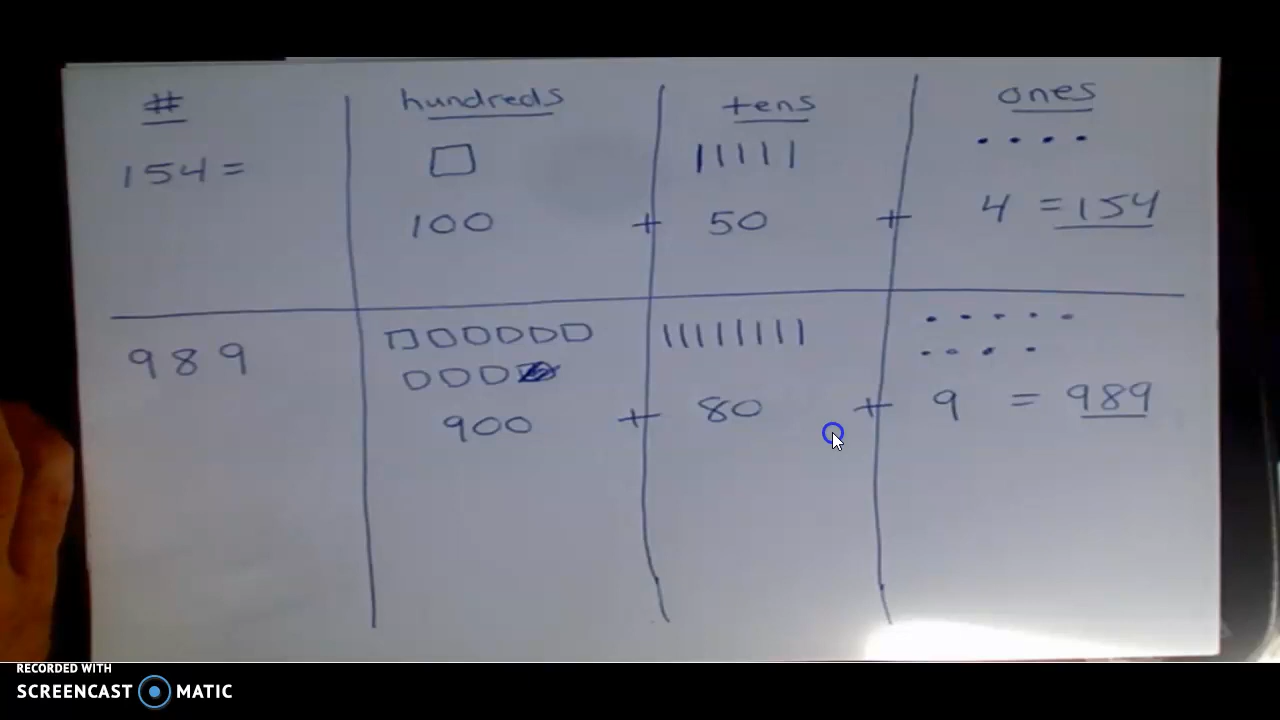 # hundreds tens ones
154 =
100 + 50 + 4 = 154
989
900 + 80 + 9 = 989
RECORDED WITH
SCREENCAST MATIC